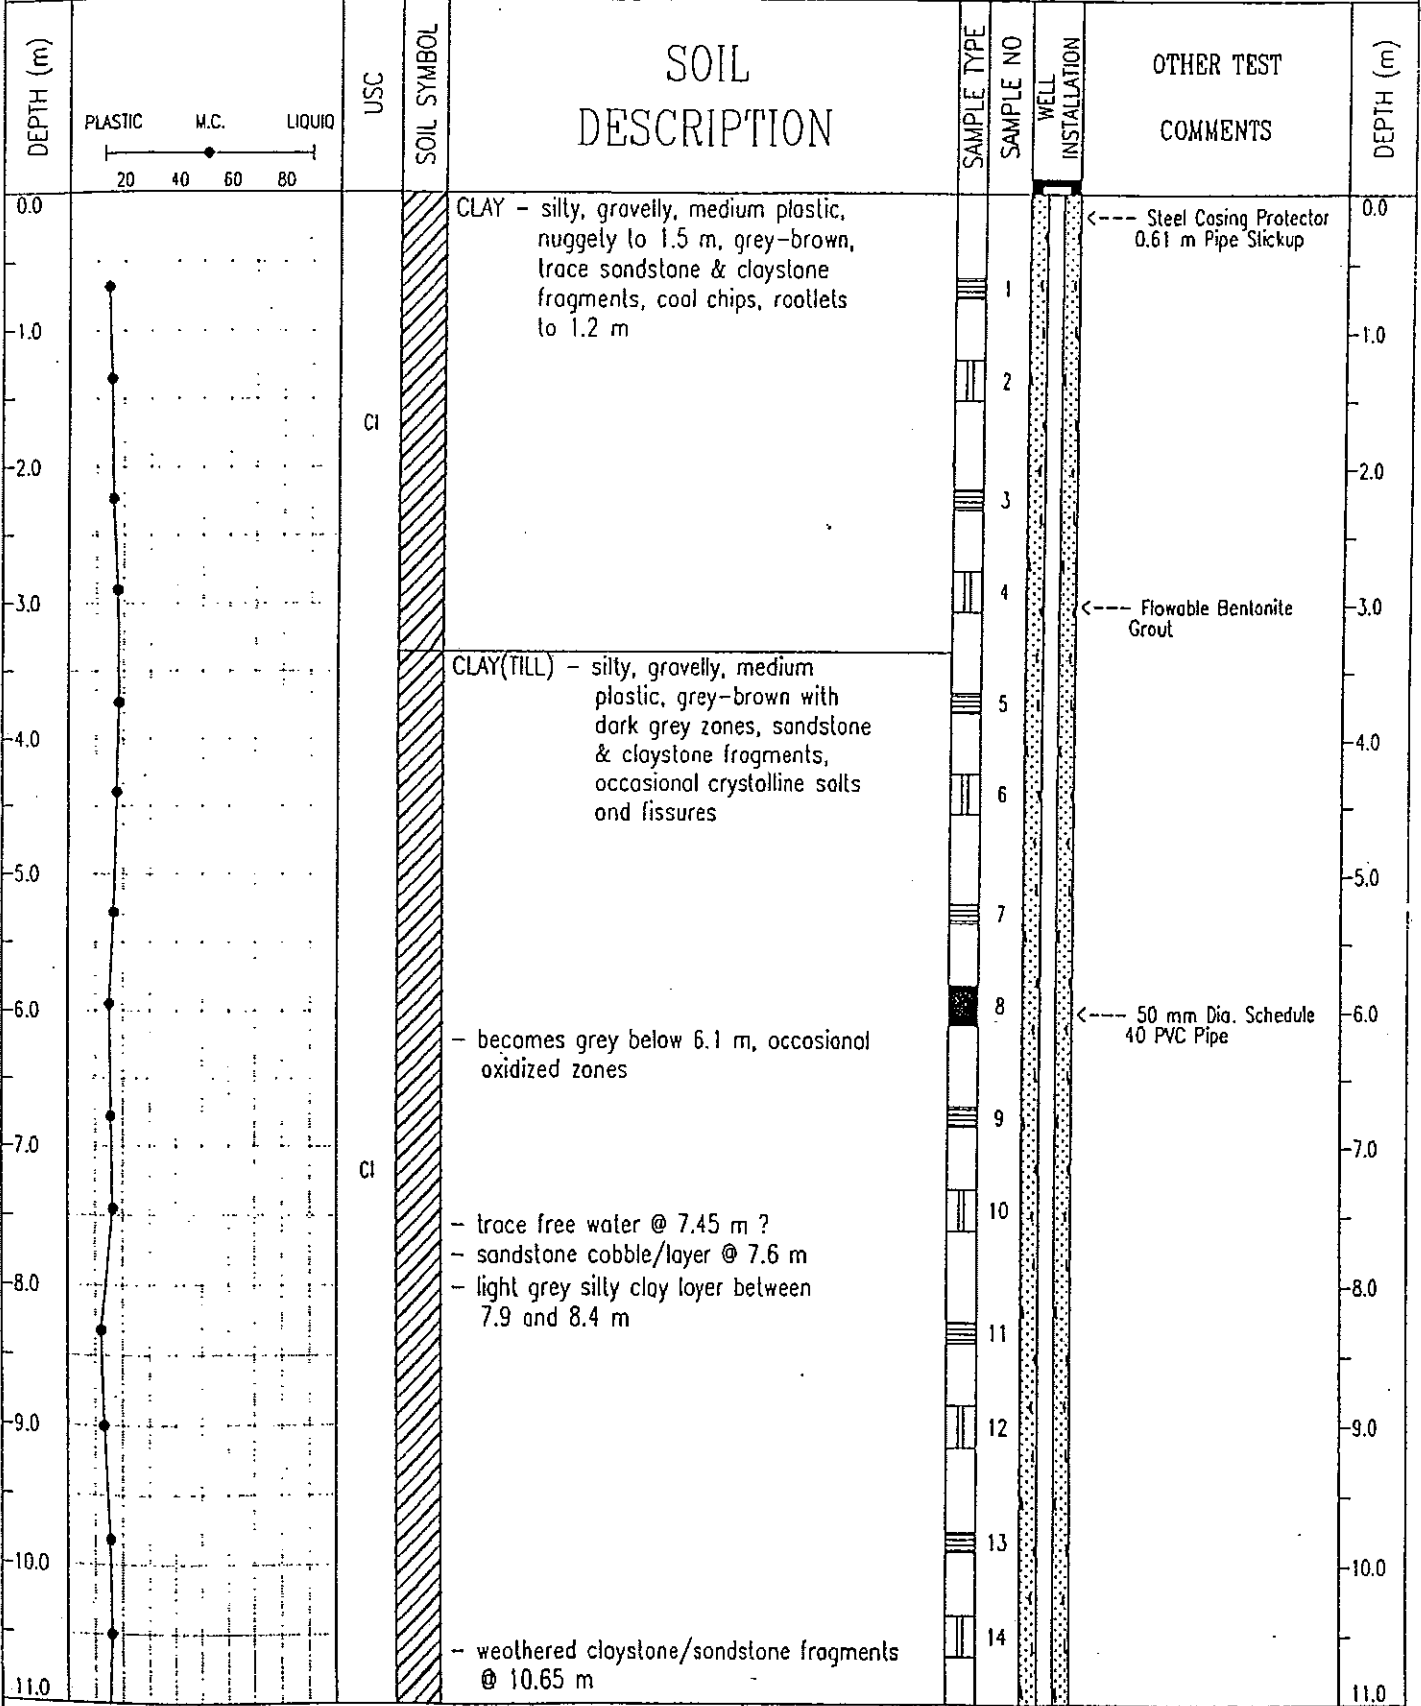 DEPTH (m)
PLASTIC M.C. LIQUID
20 40 60 80
USC
SOIL SYMBOL
SOIL
DESCRIPTION
SAMPLE TYPE
SAMPLE NO
WELL
INSTALLATION
OTHER TEST
COMMENTS
DEPTH (m)
0.0
CLAY - silty, gravelly, medium plastic,
nuggely to 1.5 m, grey-brown,
trace sandstone & claystone
fragments, coal chips, rootlets
to 1.2 m
0.0
<--- Steel Casing Protector
0.61 m Pipe Stickup
1
-1.0
-1.0
2
CI
-2.0
-2.0
3
4
-3.0
<--- Flowable Bentonite
Grout
-3.0
CLAY(TILL) - silty, gravelly, medium
plastic, grey-brown with
dark grey zones, sandstone
& claystone fragments,
occasional crystalline salts
and fissures
5
-4.0
-4.0
6
-5.0
-5.0
7
8
-6.0
<--- 50 mm Dia. Schedule
40 PVC Pipe
-6.0
- becomes grey below 6.1 m, occasional
oxidized zones
9
-7.0
-7.0
CI
10
- trace free water @ 7.45 m ?
- sandstone cobble/layer @ 7.6 m
- light grey silty clay layer between
7.9 and 8.4 m
-8.0
-8.0
11
-9.0
12
-9.0
13
-10.0
-10.0
14
- weathered claystone/sandstone fragments
@ 10.65 m
11.0
11.0